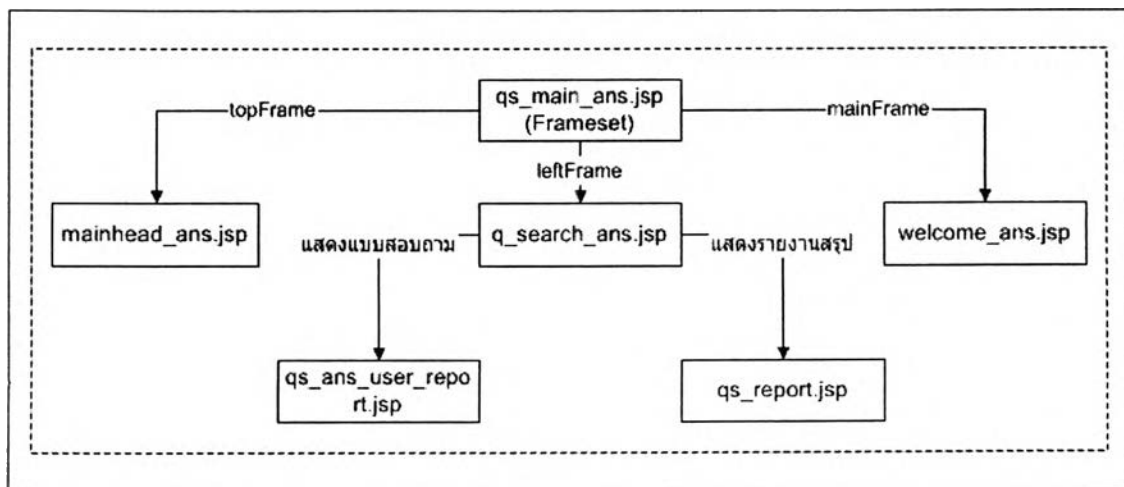 qs_main_ans.jsp
(Frameset)
topFrame
mainFrame
leftFrame
mainhead_ans.jsp
q_search_ans.jsp
welcome_ans.jsp
แสดงแบบสอบถาม
แสดงรายงานสรุป
qs_ans_user_repo
rt.jsp
qs_report.jsp